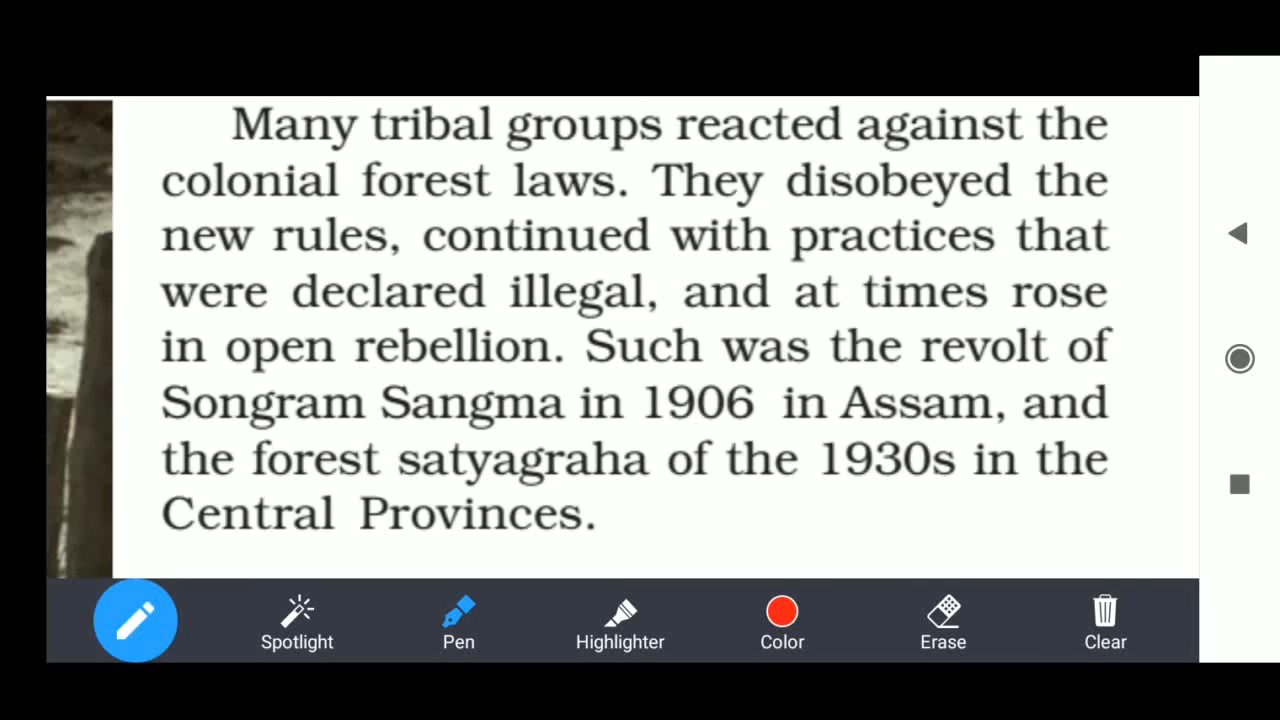 Many tribal groups reacted against the
colonial forest laws. They disobeyed the
new rules, continued with practices that
were declared illegal, and at times rose
in open rebellion. Such was the revolt of
Songram Sangma in 1906 in Assam, and
the forest satyagraha of the 1930s in the
Central Provinces.
Spotlight
Pen
Highlighter
Color
Erase
Clear